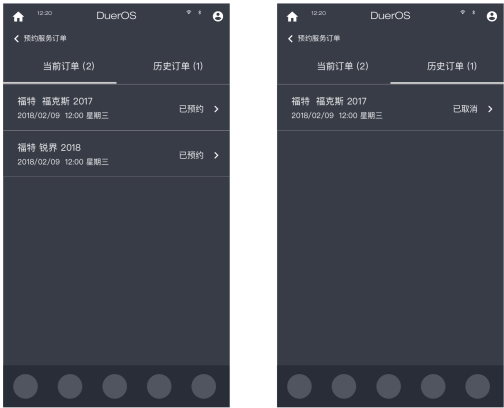 12:20 DuerOS
预约服务订单
当前订单 (2) 历史订单 (1)
福特 福克斯 2017
2018/02/09 12:00 星期三
已预约
福特 锐界 2018
2018/02/09 12:00 星期三
已预约
12:20 DuerOS
预约服务订单
当前订单 (2) 历史订单 (1)
福特 福克斯 2017
2018/02/09 12:00 星期三
已取消